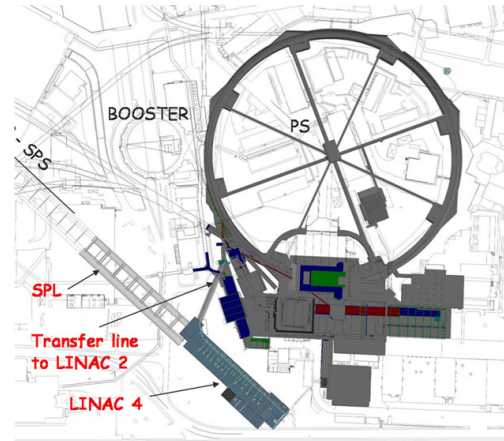 BOOSTER
PS
- SPS
SPL
Transfer line
to LINAC 2
LINAC 4